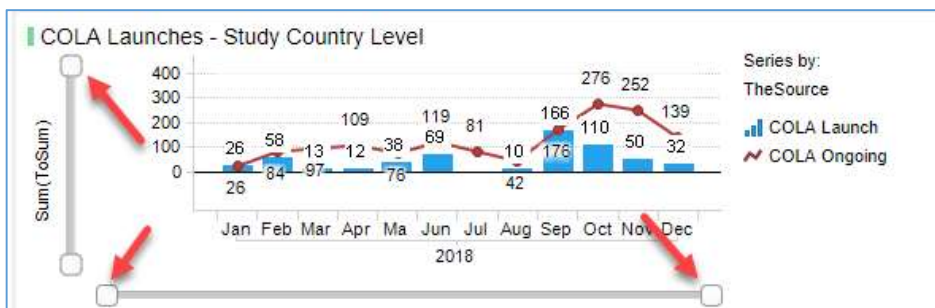 COLA Launches - Study Country Level
Sum(ToSum)
400
300
200
100
0
26 58 13 109 12 38 119 69 81 10 166 276 110 252 50 139 32
26 84 97 76 42 176
Jan Feb Mar Apr Ma Jun Jul Aug Sep Oct Nov Dec
2018
Series by:
TheSource
COLA Launch
COLA Ongoing